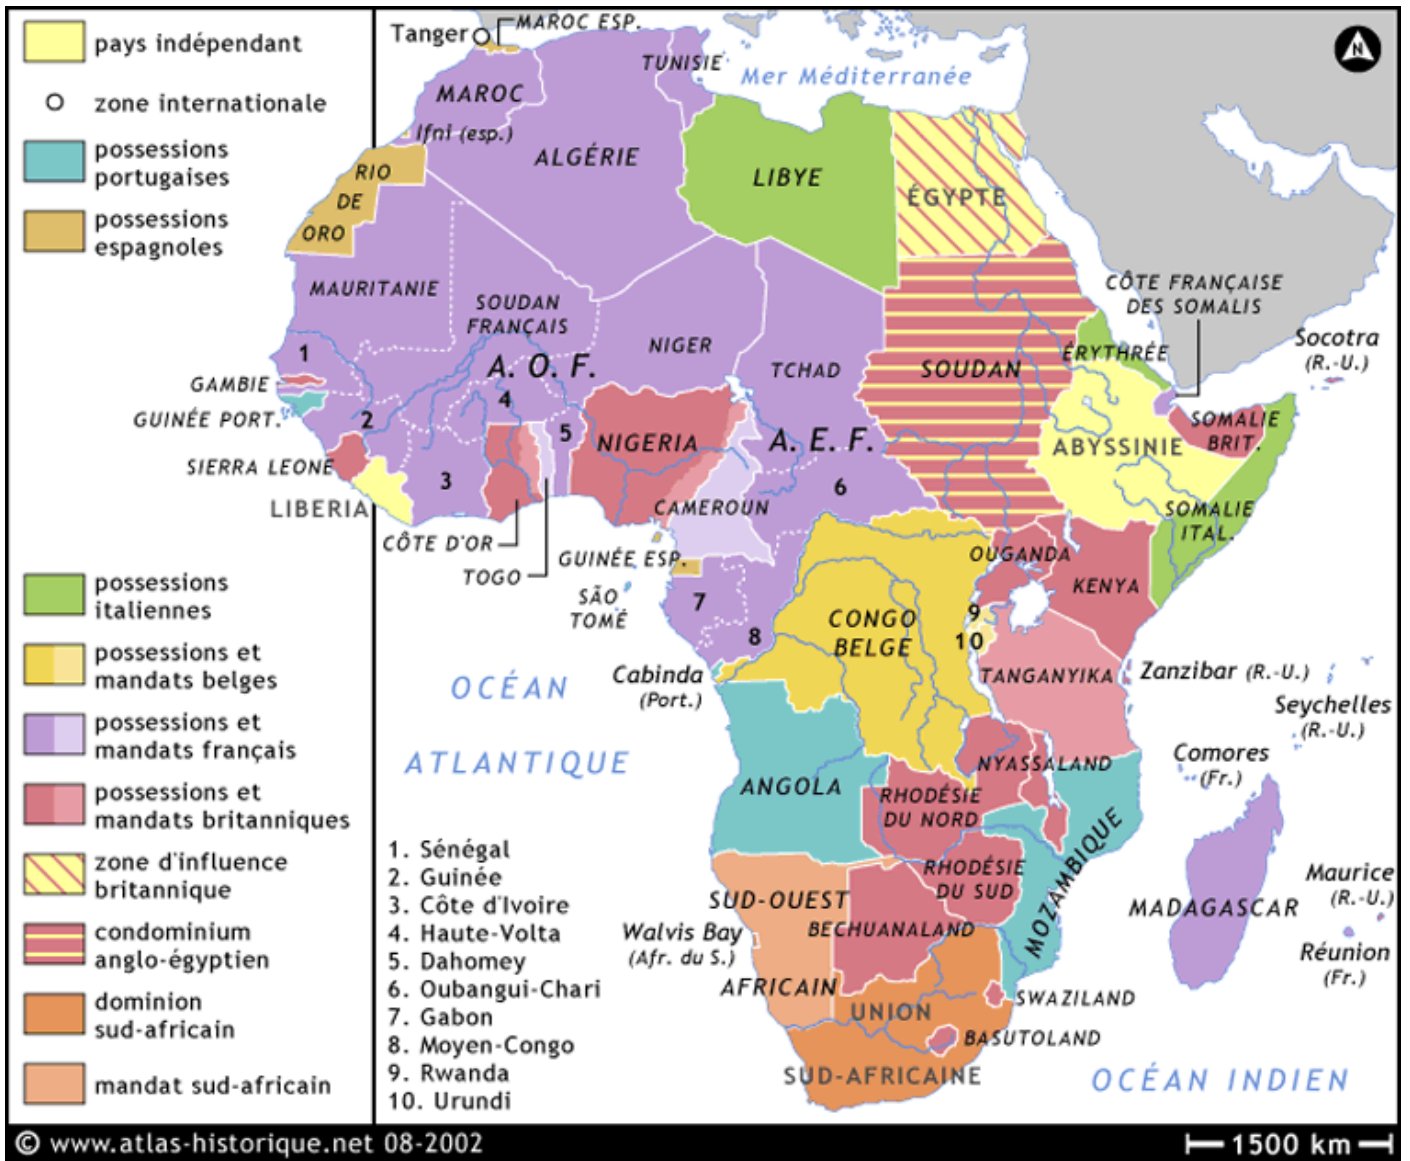 pays indépendant
zone internationale
possessions
portugaises
possessions
espagnoles
possessions
italiennes
possessions et
mandats belges
possessions et
mandats français
possessions et
mandats britanniques
zone d'influence
britannique
condominium
anglo-égyptien
dominion
sud-africain
mandat sud-africain
Tanger
MAROC ESP.
N
TUNISIE
Mer Méditerranée
MAROC
Ifni (esp.)
ALGÉRIE
RIO
DE
ORO
LIBYE
ÉGYPTE
MAURITANIE
SOUDAN
FRANÇAIS
CÔTE FRANÇAISE
DES SOMALIS
Socotra
(R.-U.)
1
NIGER
A. O. F.
TCHAD
SOUDAN
ÉRYTHRÉE
GAMBIE
GUINÉE PORT.
2
4
5
NIGERIA
A. E. F.
ABYSSINIE
SOMALIE
BRIT.
SIERRA LEONE
3
6
LIBERIA
CAMEROUN
SOMALIE
ITAL.
CÔTE D'OR
TOGO
GUINÉE ESP.
OUGANDA
KENYA
SÃO
TOMÉ
7
8
CONGO
BELGE
9
10
Cabinda
(Port.)
TANGANYIKA
Zanzibar (R.-U.)
Seychelles
(R.-U.)
OCÉAN
ATLANTIQUE
Comores
(Fr.)
ANGOLA
NYASSALAND
RHODÉSIE
DU NORD
RHODÉSIE
DU SUD
MOZAMBIQUE
MADAGASCAR
Maurice
(R.-U.)
Réunion
(Fr.)
SUD-OUEST
AFRICAIN
BECHUANALAND
Walvis Bay
(Afr. du S.)
SWAZILAND
UNION
SUD-AFRICAINE
BASUTOLAND
OCÉAN INDIEN
1. Sénégal
2. Guinée
3. Côte d'Ivoire
4. Haute-Volta
5. Dahomey
6. Oubangui-Chari
7. Gabon
8. Moyen-Congo
9. Rwanda
10. Urundi
© www.atlas-historique.net 08-2002
1500 km